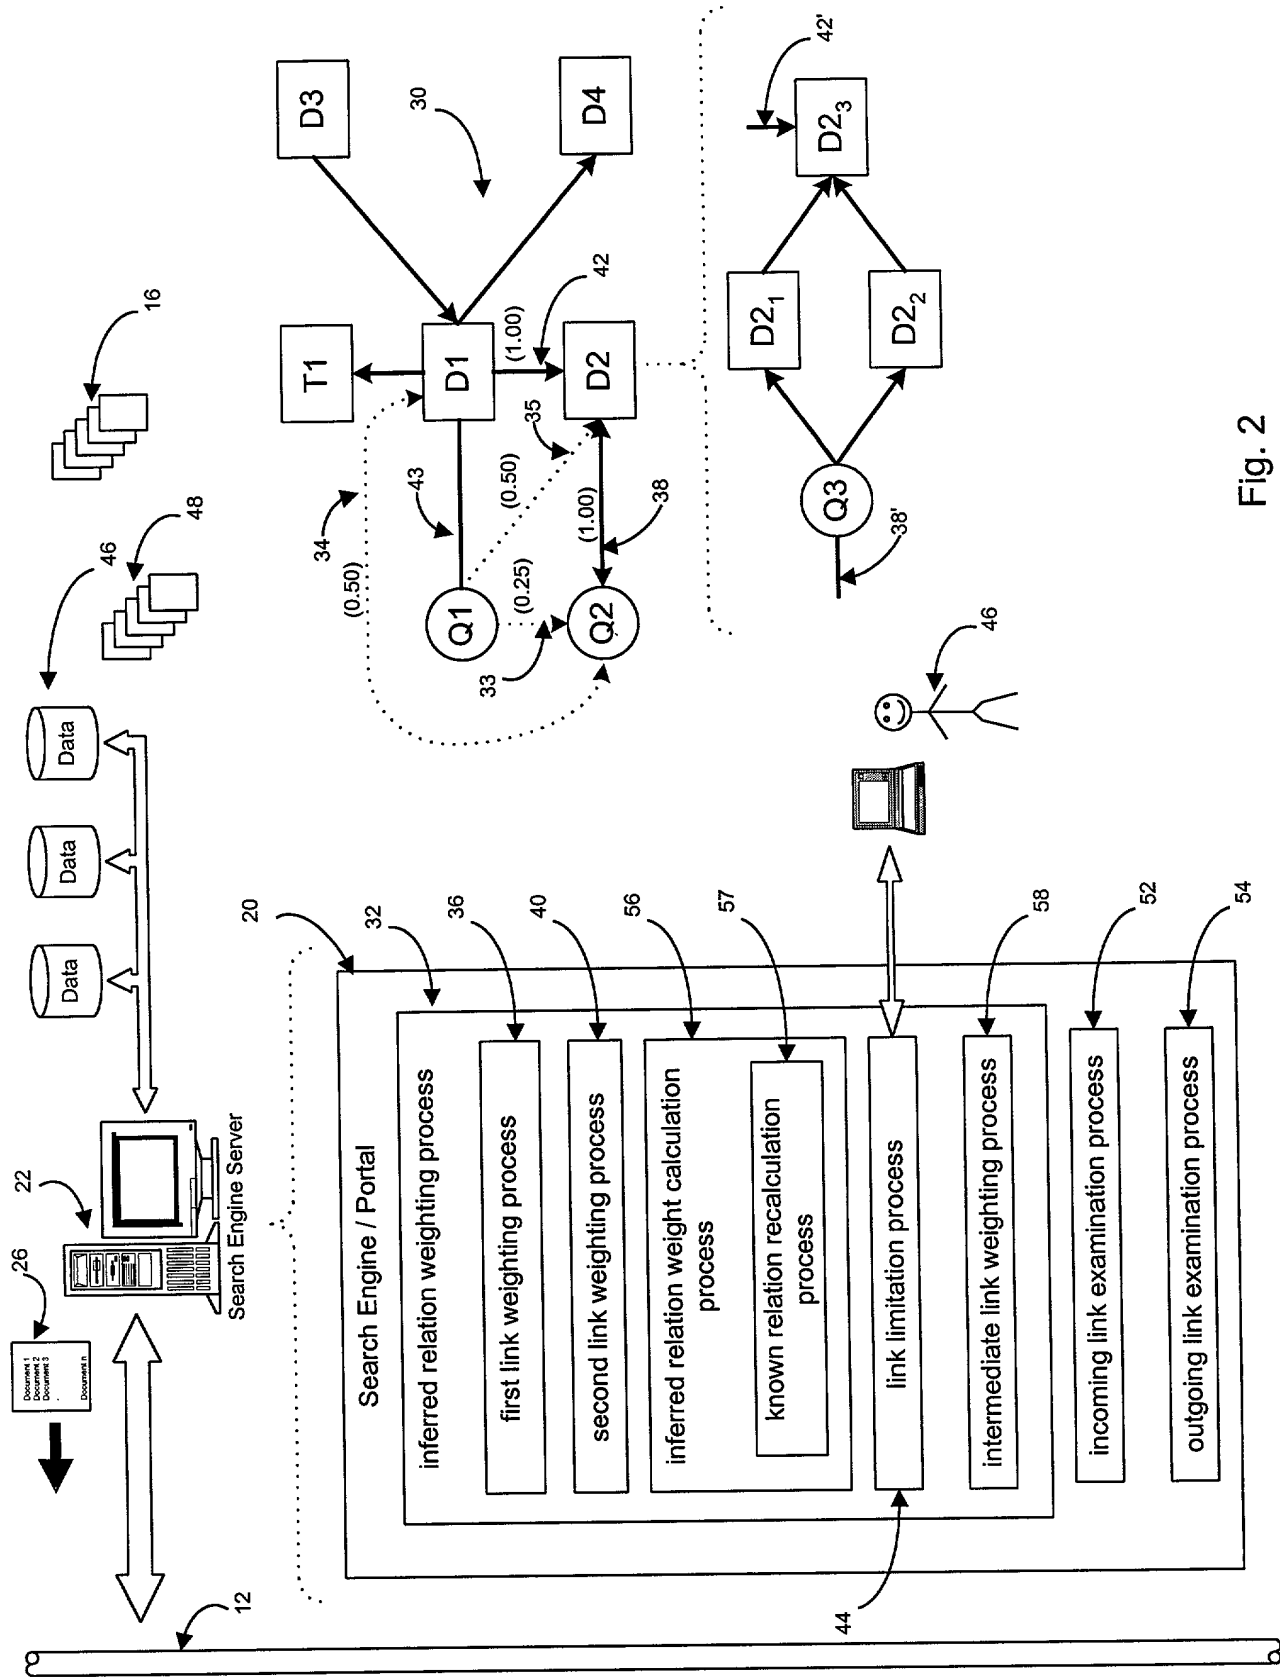 12
26
Document 1
Document 2
Document 3
Document n
22
Search Engine Server
Data
Data
Data
46
48
16
20
Search Engine / Portal
32
inferred relation weighting process
36
first link weighting process
40
second link weighting process
56
inferred relation weight calculation
process
57
known relation recalculation
process
44
link limitation process
58
intermediate link weighting process
52
incoming link examination process
54
outgoing link examination process
46
34
(0.50)
T1
D3
Q1
43
D1
30
(0.25)
33
(0.50)
35
(1.00)
42
Q2
(1.00)
38
D2
D4
38'
Q3
D2₁
D2₂
D2₃
42'
Fig. 2